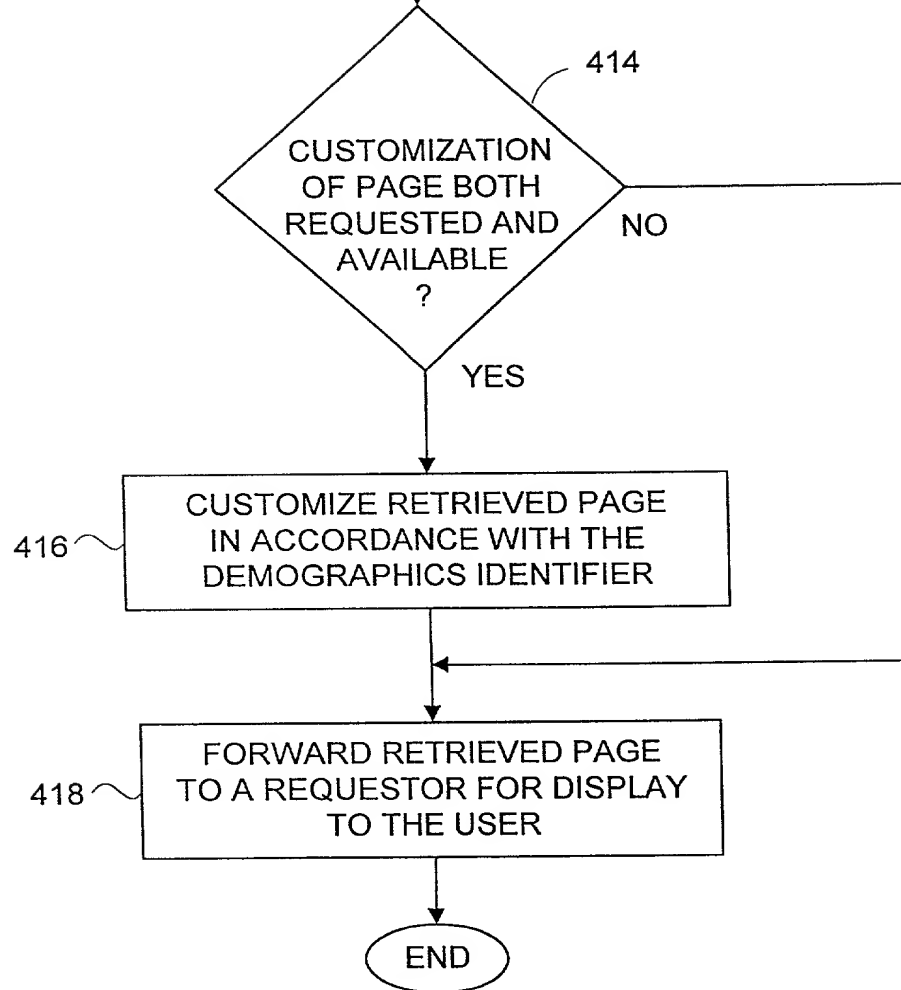 414
CUSTOMIZATION
OF PAGE BOTH
REQUESTED AND
AVAILABLE
?
NO
YES
416
CUSTOMIZE RETRIEVED PAGE
IN ACCORDANCE WITH THE
DEMOGRAPHICS IDENTIFIER
418
FORWARD RETRIEVED PAGE
TO A REQUESTOR FOR DISPLAY
TO THE USER
END